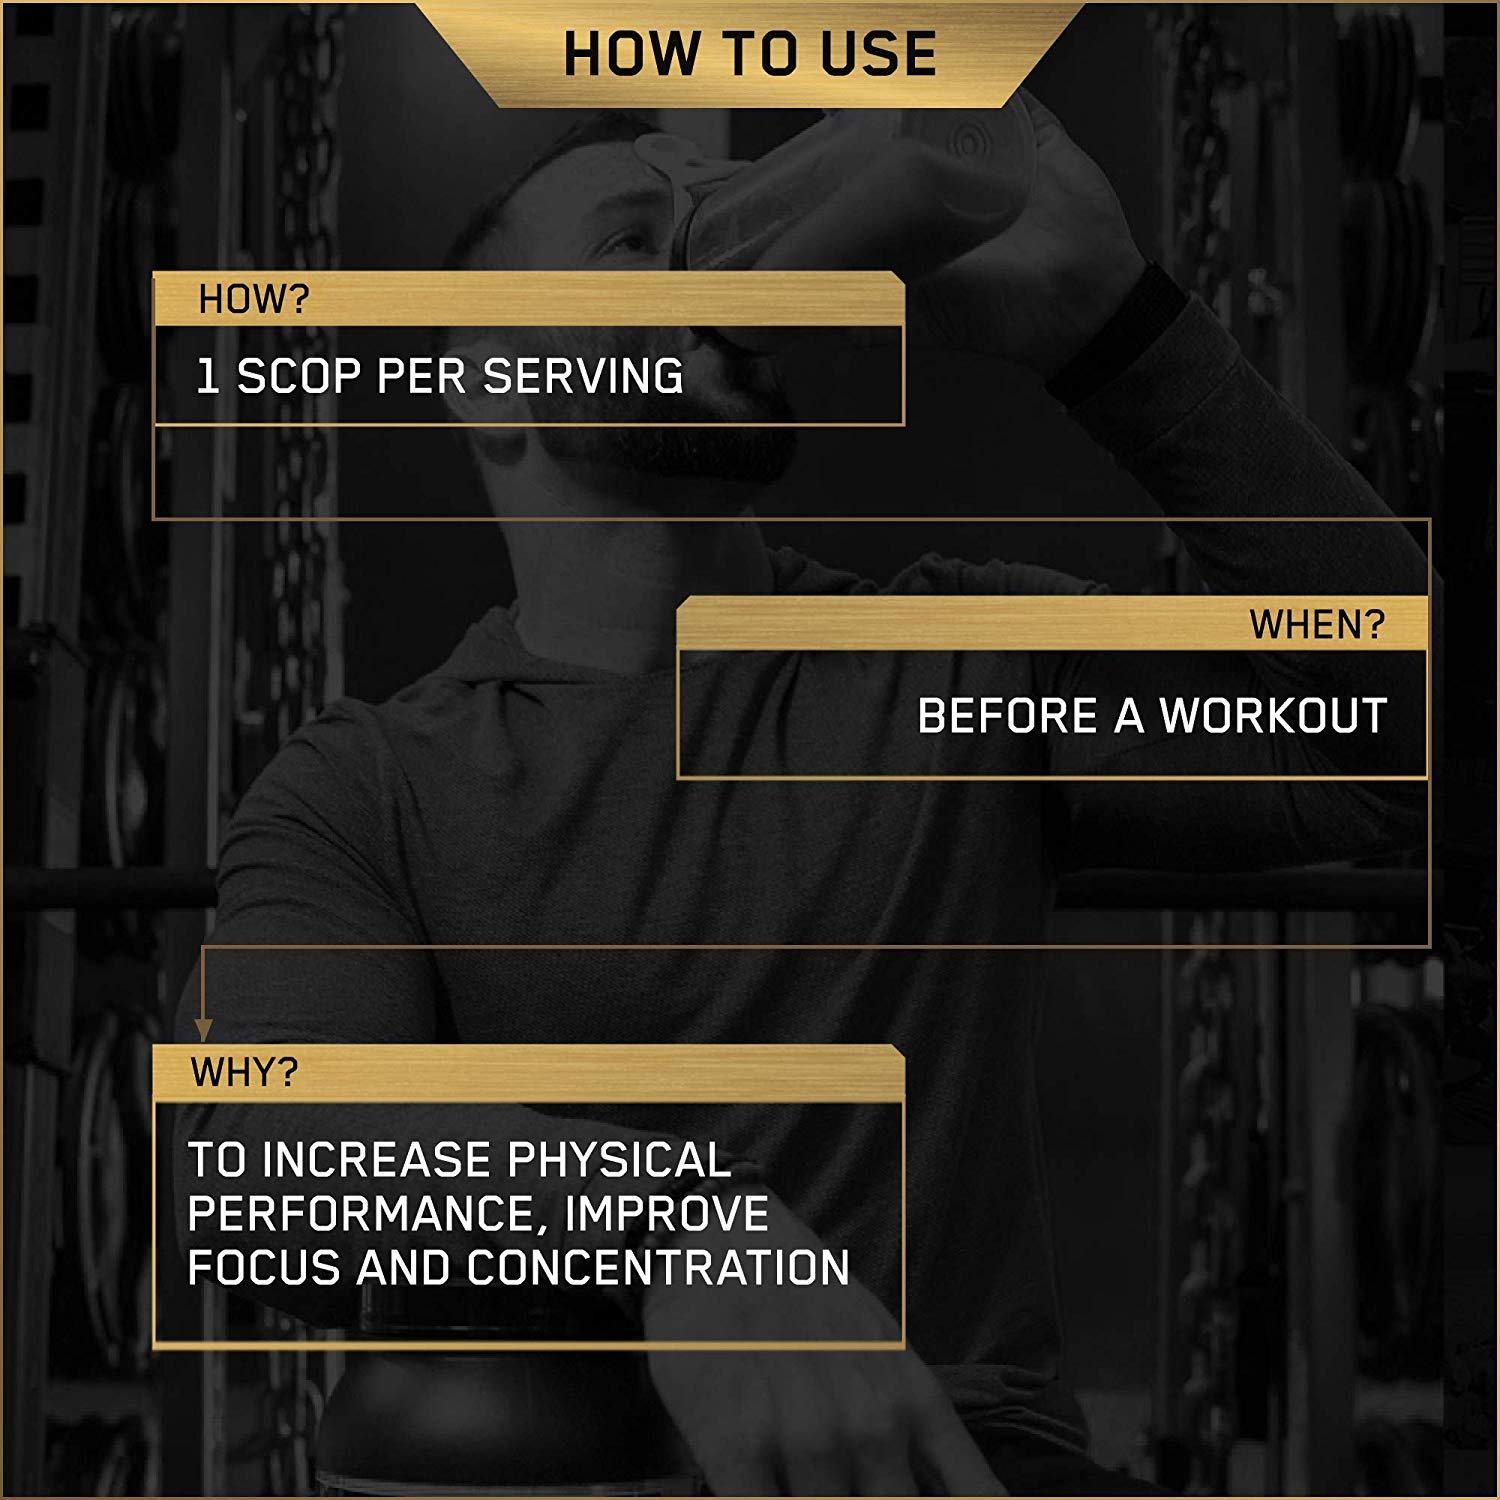 HOW TO USE
HOW?
1 SCOP PER SERVING
WHEN?
BEFORE A WORKOUT
WHY?
TO INCREASE PHYSICAL
PERFORMANCE, IMPROVE
FOCUS AND CONCENTRATION